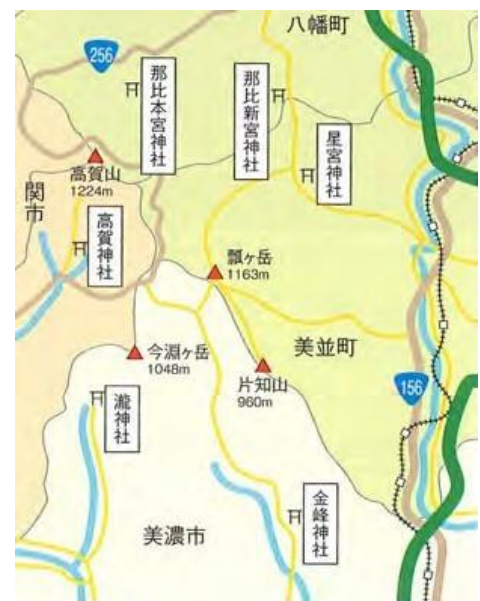 八幡町
256
那比本宮神社
那比新宮神社
星宮神社
高賀山
1224m
関市
高賀神社
瓢ヶ岳
1163m
美並町
今淵ヶ岳
1048m
片知山
960m
156
瀧神社
金峰神社
美濃市